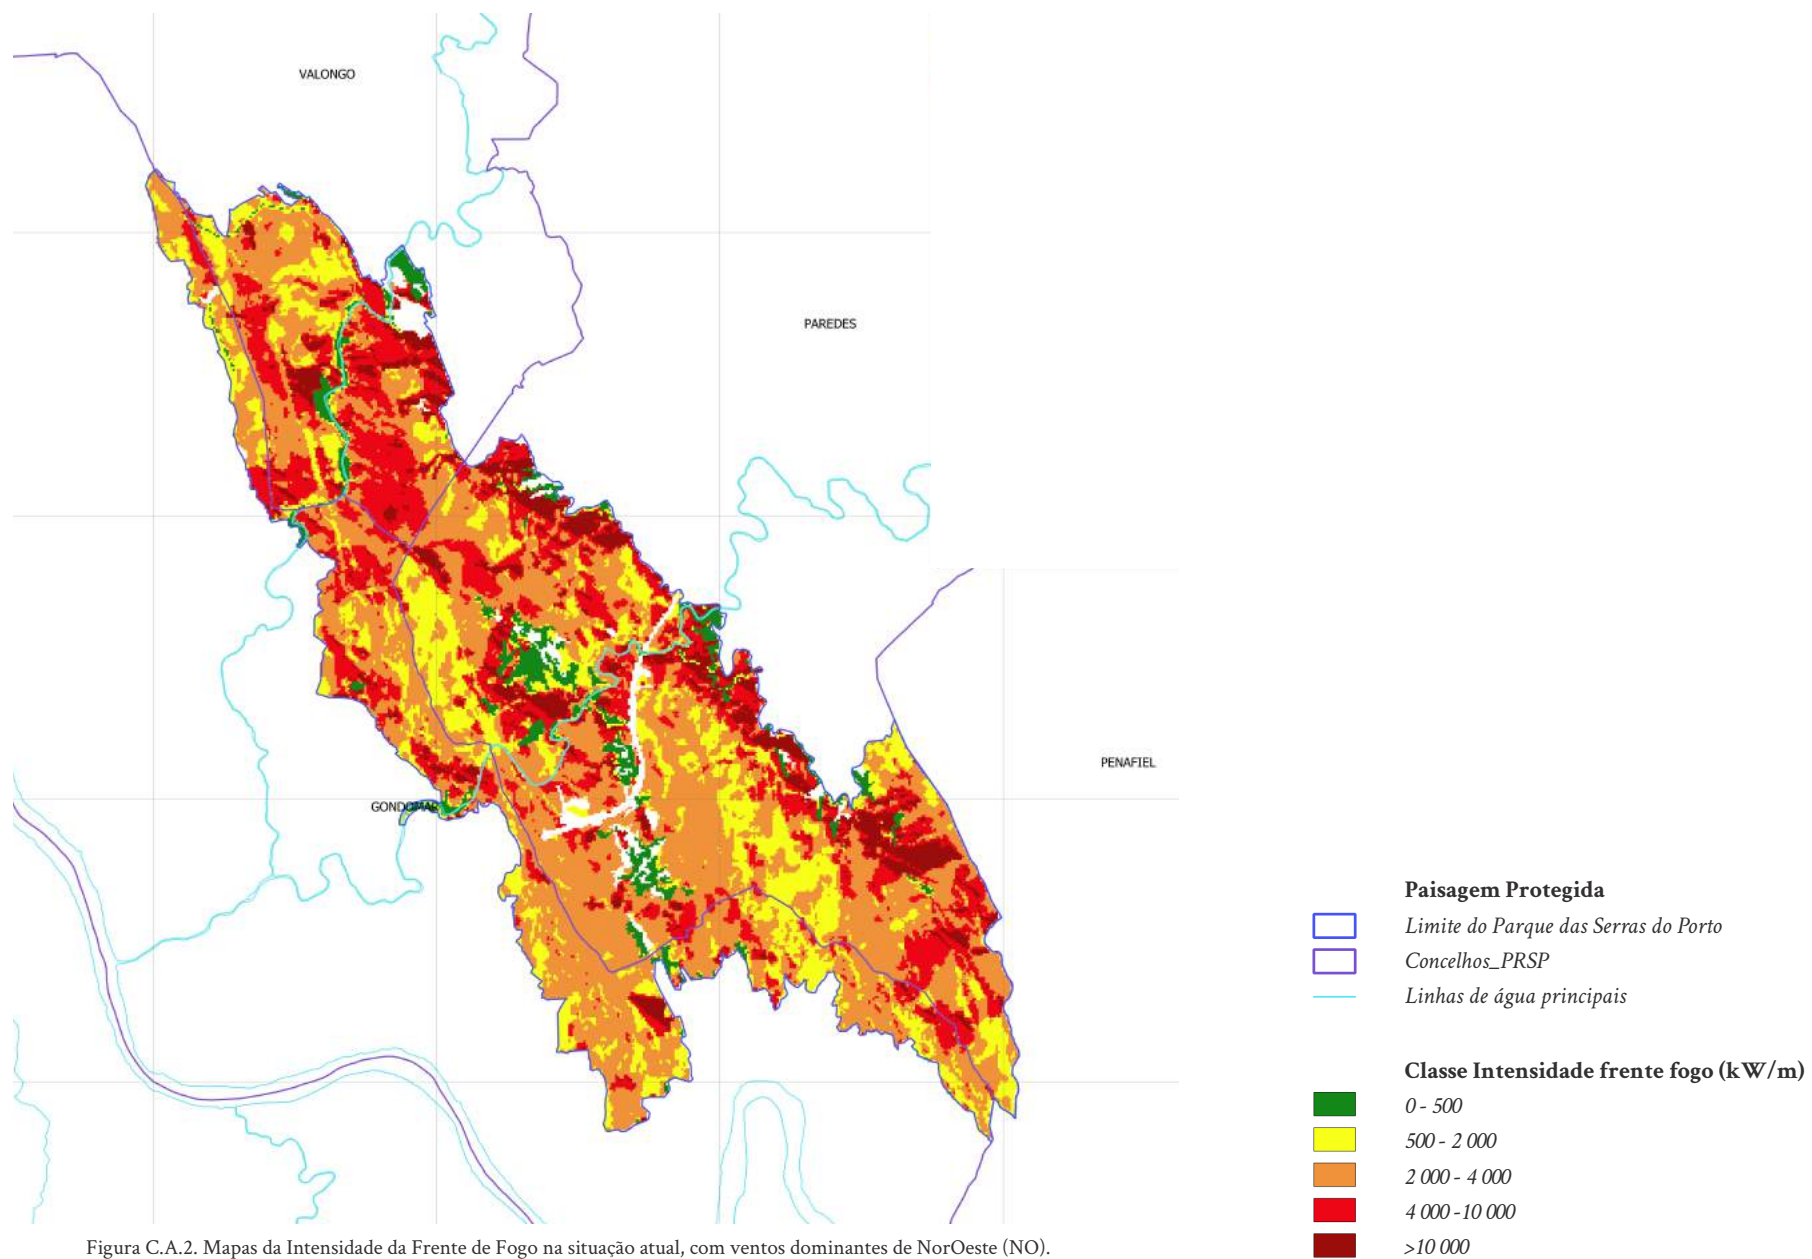 VALONGO
PAREDES
PENAFIEL
GONDOMAR
Paisagem Protegida
Limite do Parque das Serras do Porto
Concelhos_PRSP
Linhas de água principais
Classe Intensidade frente fogo (kW/m)
0 - 500
500 - 2 000
2 000 - 4 000
4 000 -10 000
>10 000
Figura C.A.2. Mapas da Intensidade da Frente de Fogo na situação atual, com ventos dominantes de NorOeste (NO).